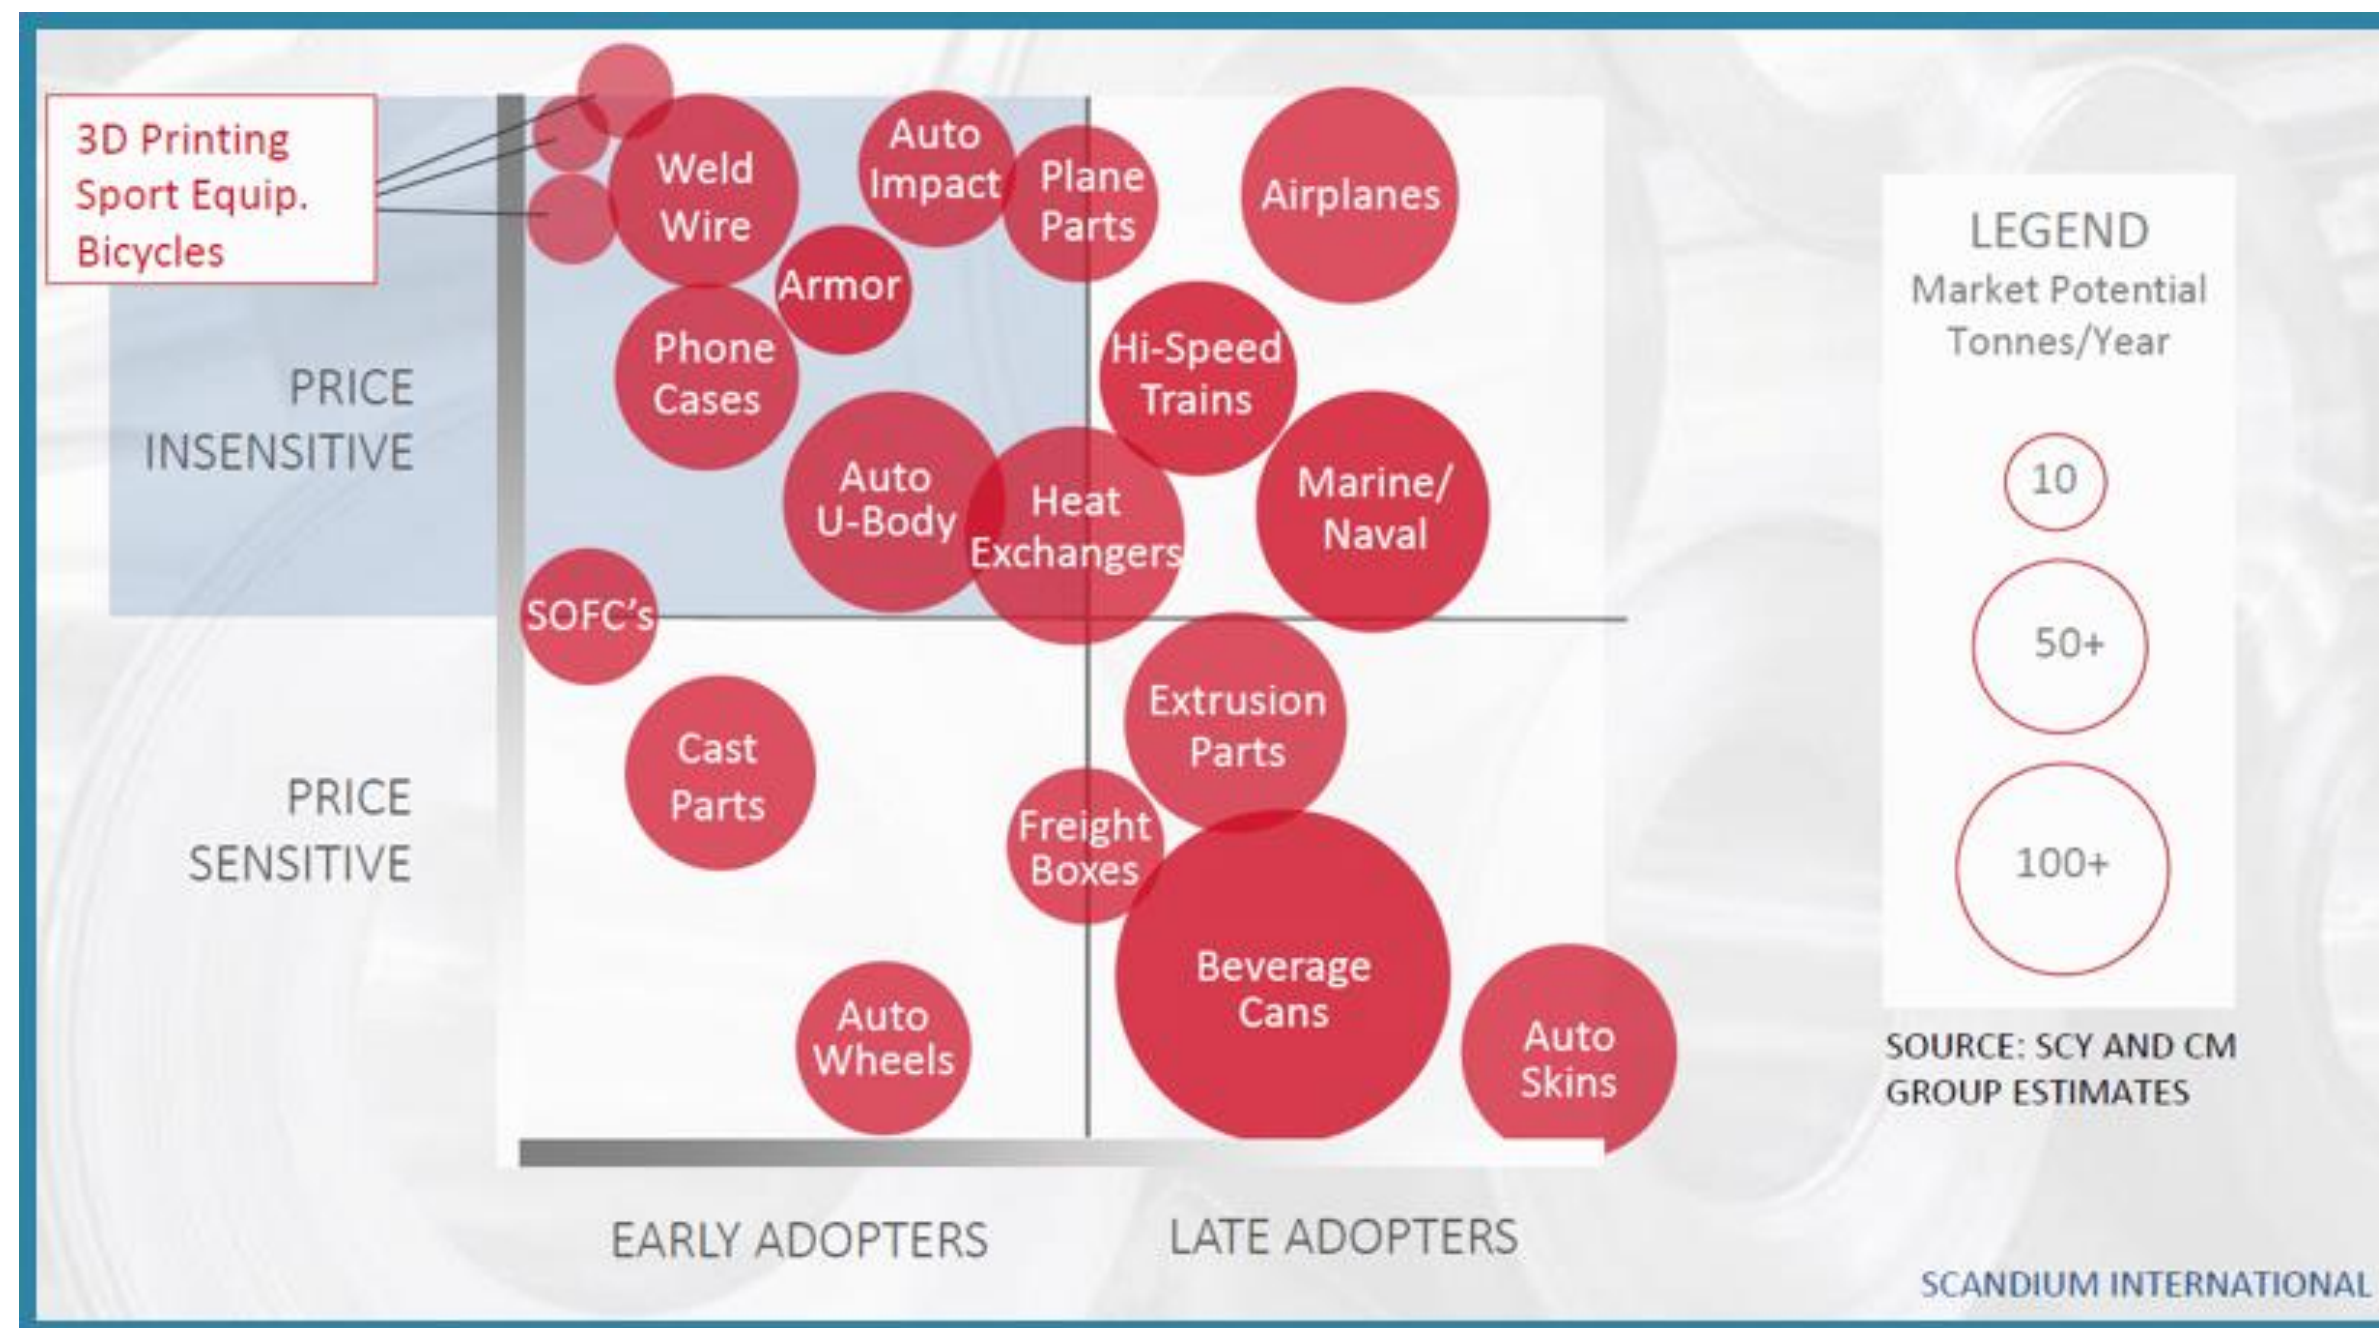 3D Printing
Sport Equip.
Bicycles
Weld
Wire
Auto
Impact
Plane
Parts
Airplanes
Armor
Phone
Cases
Hi-Speed
Trains
PRICE
INSENSITIVE
Auto
U-Body
Heat
Exchangers
Marine/
Naval
SOFC's
Cast
Parts
Extrusion
Parts
PRICE
SENSITIVE
Freight
Boxes
Beverage
Cans
Auto
Wheels
Auto
Skins
EARLY ADOPTERS
LATE ADOPTERS
LEGEND
Market Potential
Tonnes/Year
10
50+
100+
SOURCE: SCY AND CM
GROUP ESTIMATES
SCANDIUM INTERNATIONAL